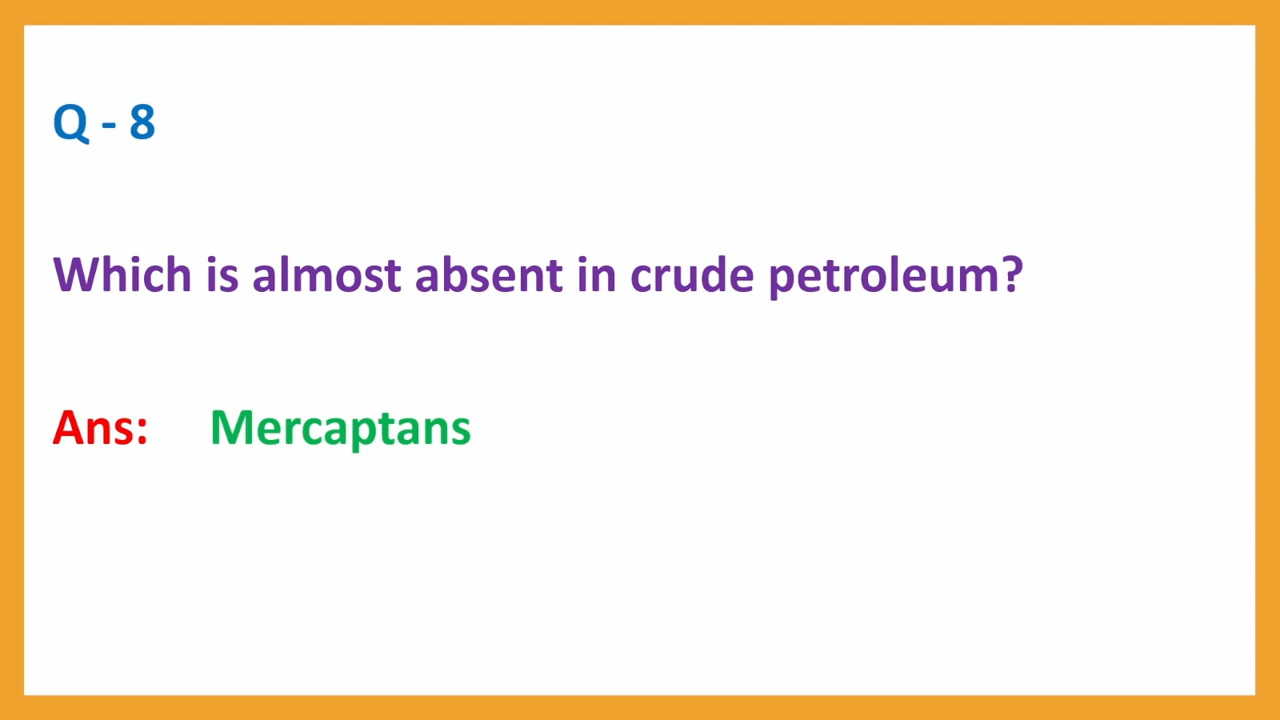 Q - 8
Which is almost absent in crude petroleum?
Ans: Mercaptans